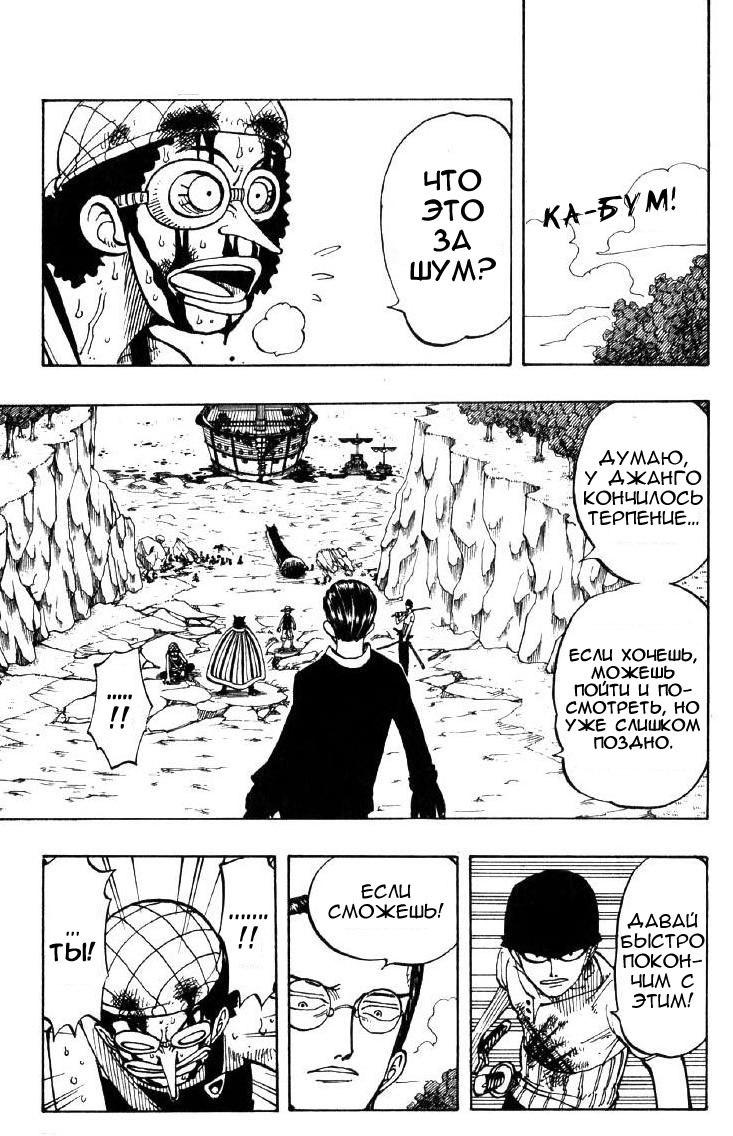 КА-БУМ!
ЧТО
ЭТО
ЗА
ШУМ?
ДУМАЮ,
У ДЖАНГО
КОНЧИЛОСЬ
ТЕРПЕНИЕ...
ЕСЛИ ХОЧЕШЬ,
МОЖЕШЬ
ПОЙТИ И ПО-
СМОТРЕТЬ, НО
УЖЕ СЛИШКОМ
ПОЗДНО.
......
!!
ДАВАЙ
БЫСТРО
ПОКОН-
ЧИМ С
ЭТИМ!
ЕСЛИ
СМОЖЕШЬ!
.......
!!
...
ТЫ!